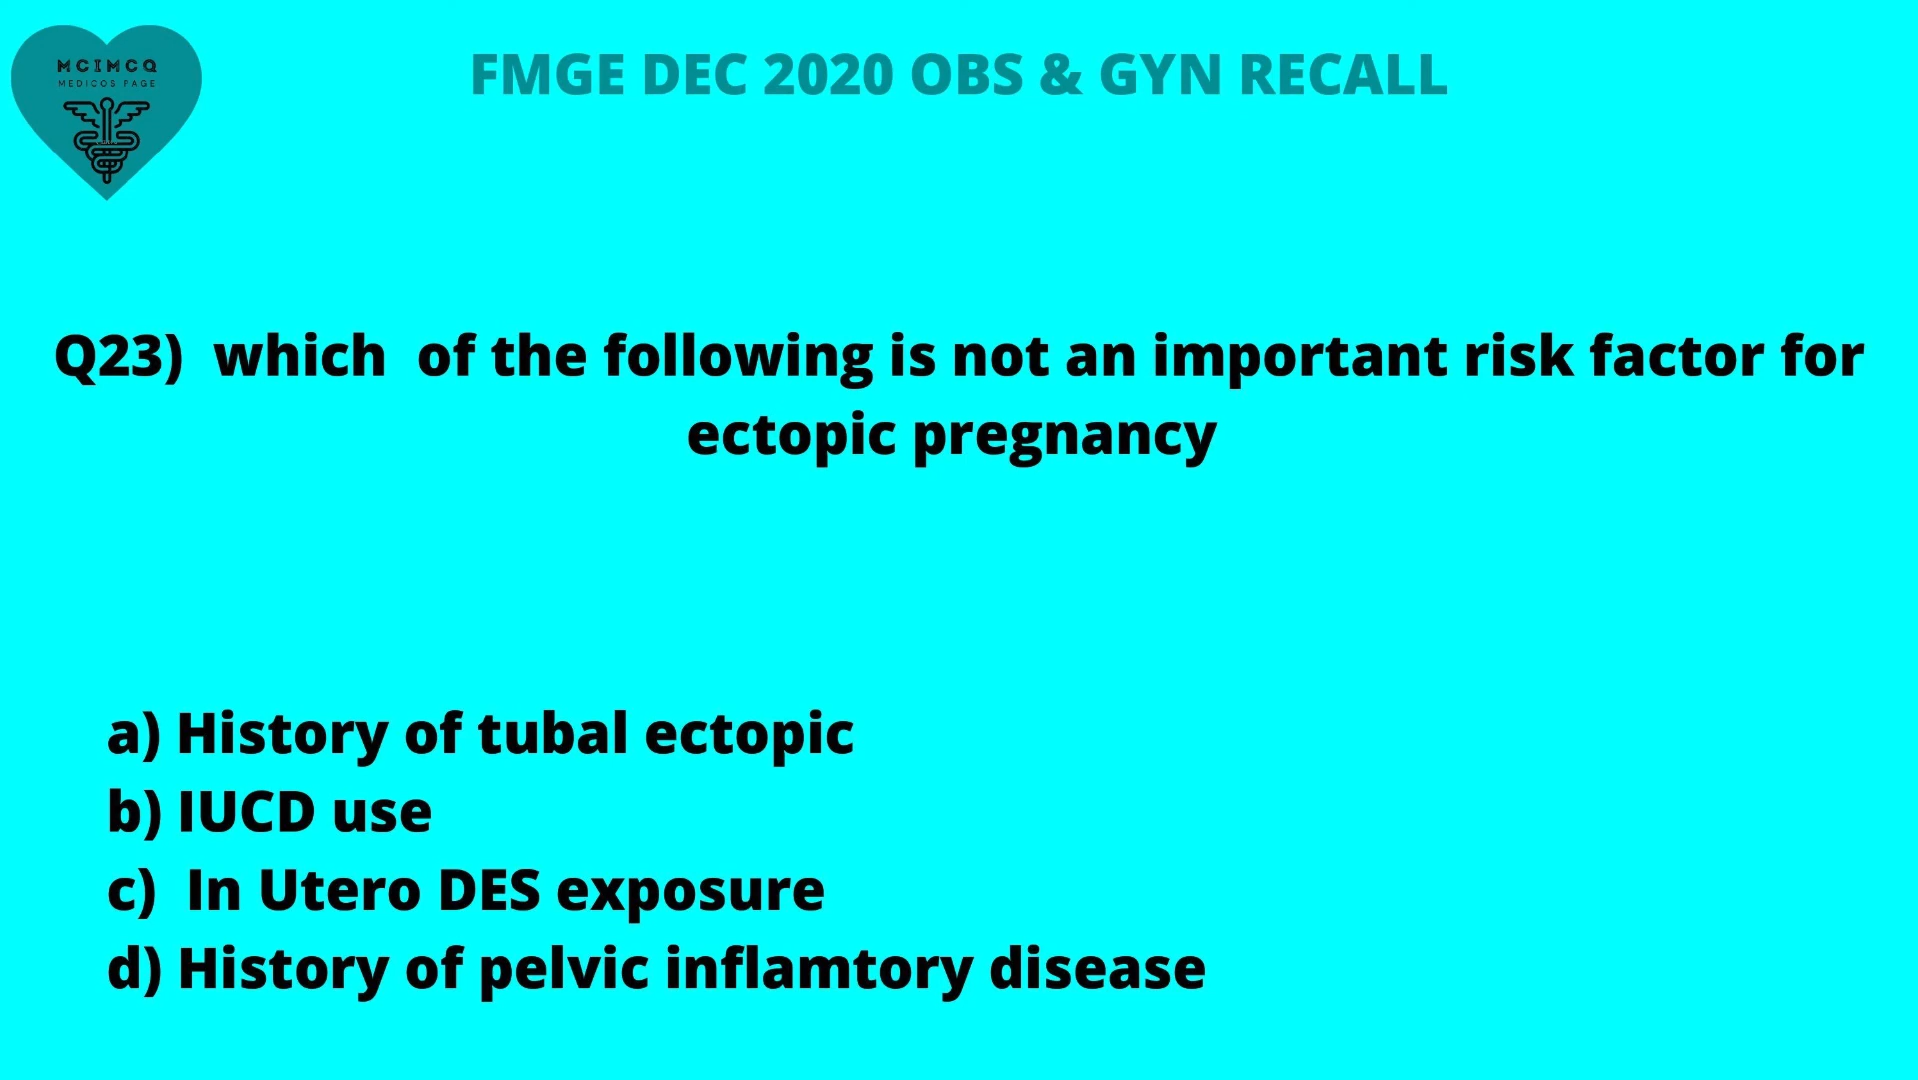 MCIMCQ
MEDICOS PAGE
FMGE DEC 2020 OBS & GYN RECALL
Q23) which of the following is not an important risk factor for
ectopic pregnancy
a) History of tubal ectopic
b) IUCD use
c) In Utero DES exposure
d) History of pelvic inflamtory disease